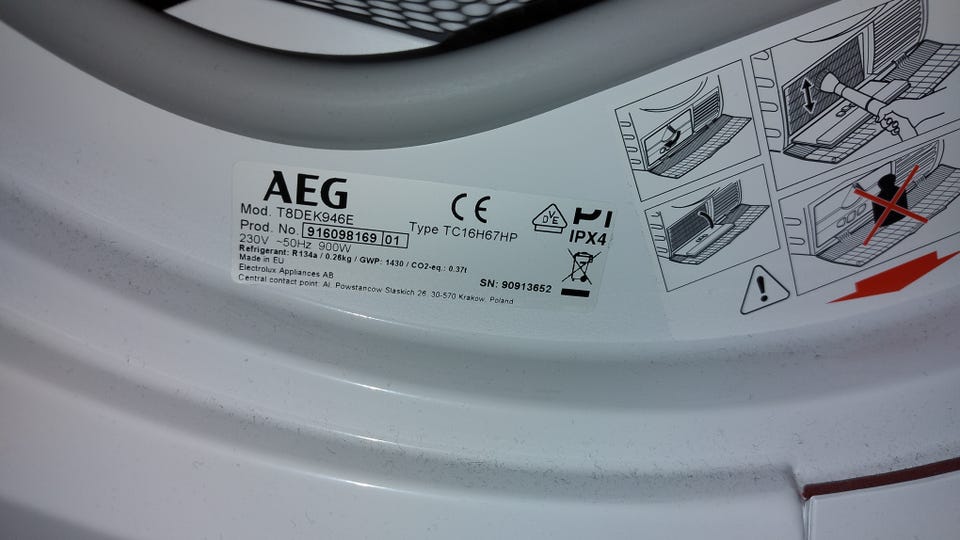 AEG
Mod. T8DEK946E
Prod. No. 916098169 01
Type TC16H67HP
230V ~50Hz 900W
Refrigerant: R134a / 0.26kg / GWP: 1430 / CO2-eq.: 0.37t
Made in EU
Electrolux Appliances AB
Central contact point: Al. Powstancow Slaskich 26, 30-570 Krakow, Poland
CE
DVE
IPX4
SN: 90913652